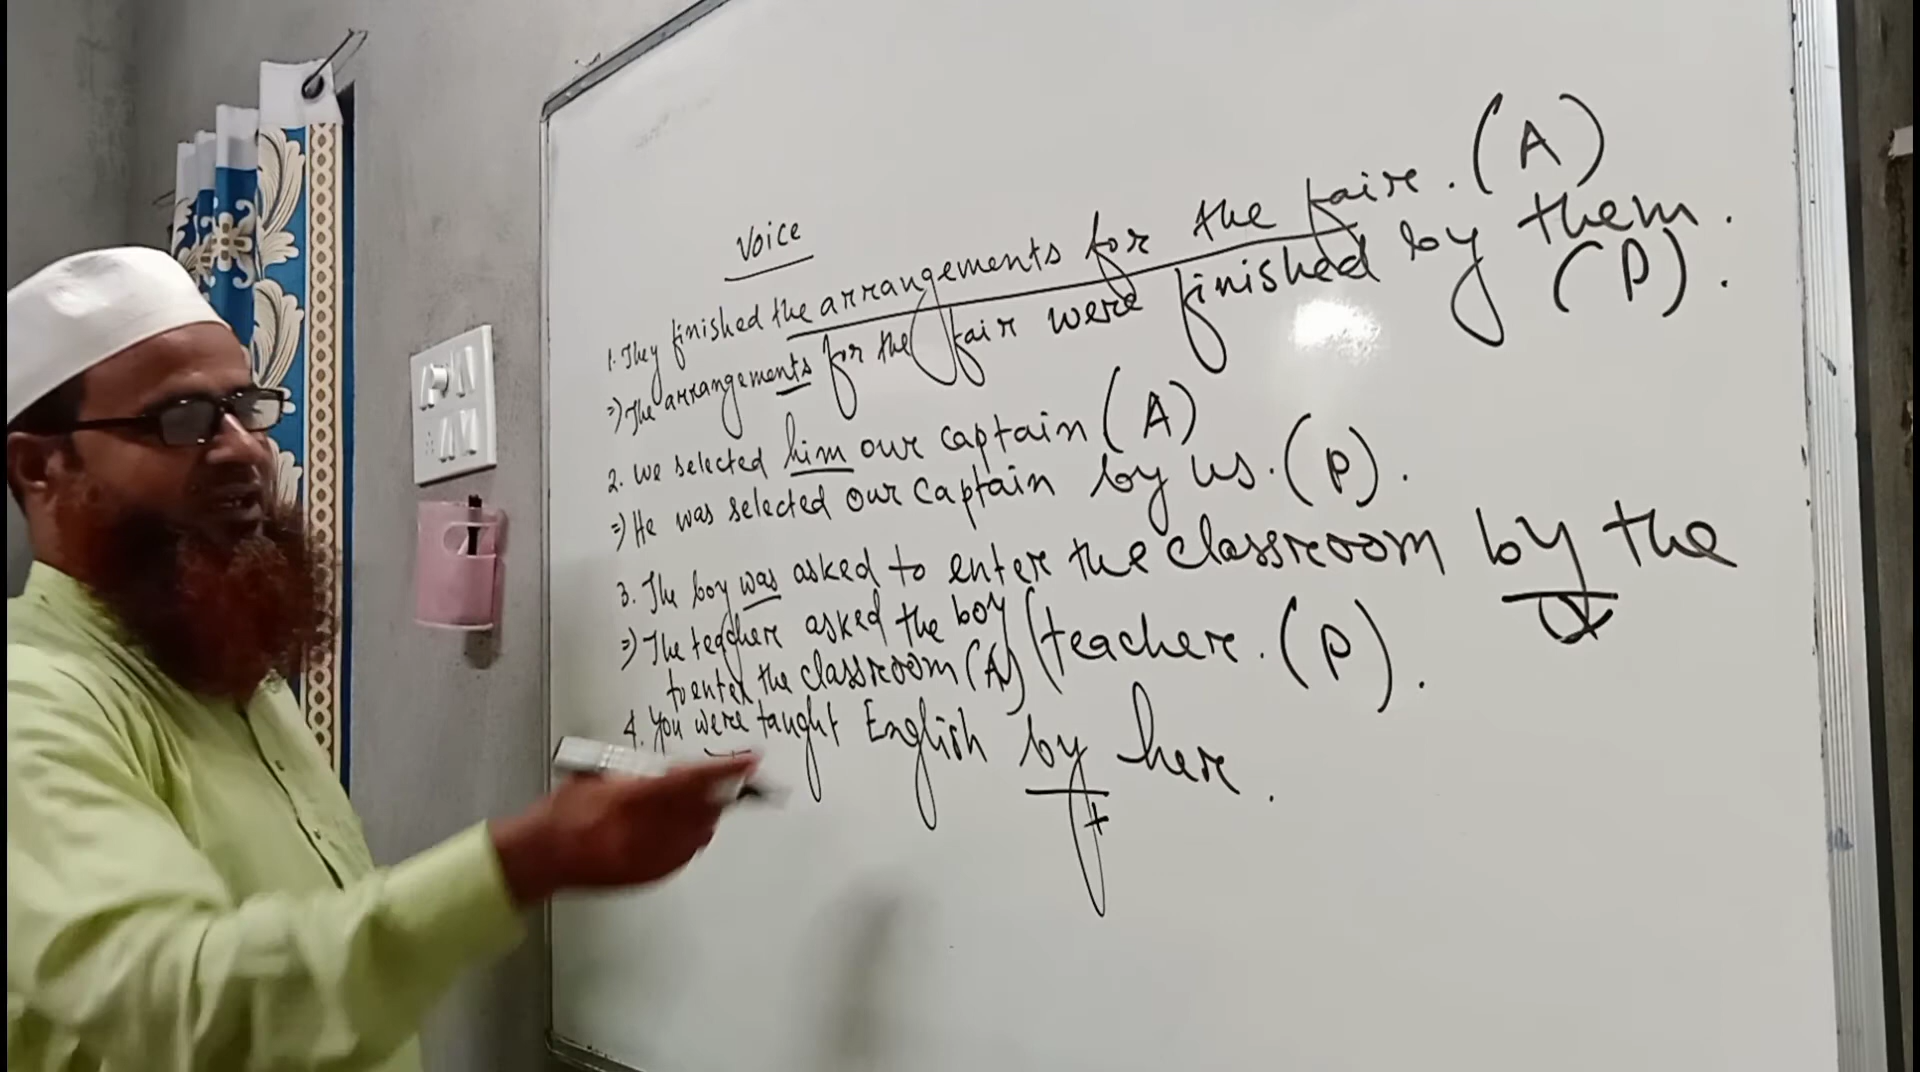 Voice
1. They finished the arrangements for the fair. (A)
=) The arrangements for the fair were finished by them.
(P).
2. We selected him our captain (A)
=) He was selected our captain by us. (P).
3. The boy was asked to enter the classroom by the
teacher. (P).
=) The teacher asked the boy
to enter the classroom (A)
4. You were taught English by her.